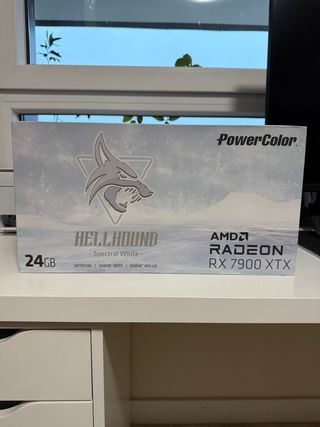 PowerColor
HELLHOUND
- Spectral White -
24GB
AMD
RADEON
RX 7900 XTX